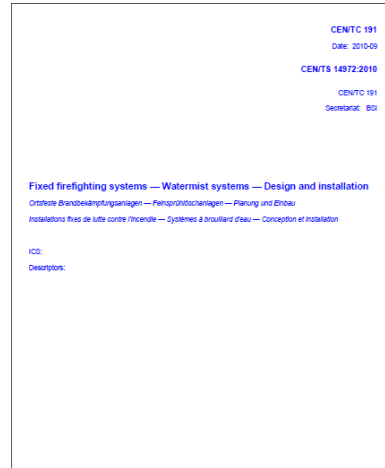 CEN/TC 191
Date: 2010-09
CEN/TS 14972:2010
CEN/TC 191
Secretariat: BSI
Fixed firefighting systems — Watermist systems — Design and installation
Ortsfeste Brandbekämpfungsanlagen — Feinsprühlöschanlagen — Planung und Einbau
Installations fixes de lutte contre l'incendie — Systèmes à brouillard d'eau — Conception et installation
ICS:
Descriptors: